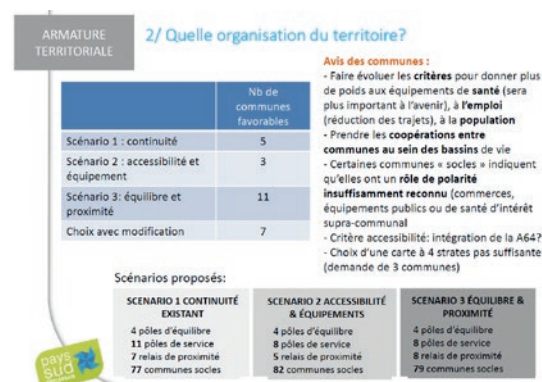 ARMATURE
TERRITORIALE
2/ Quelle organisation du territoire?
Nb de
communes
favorables
Scénario 1 : continuité 5
Scénario 2 : accessibilité et
équipement 3
Scénario 3: équilibre et
proximité 11
Choix avec modification 7
Avis des communes :
- Faire évoluer les critères pour donner plus
de poids aux équipements de santé (sera
plus important à l'avenir), à l'emploi
(réduction des trajets), à la population
- Prendre les coopérations entre
communes au sein des bassins de vie
- Certaines communes « socles » indiquent
qu'elles ont un rôle de polarité
insuffisamment reconnu (commerces,
équipements publics ou de santé d'intérêt
supra-communal
- Critère accessibilité: intégration de la A64?
- Choix d'une carte à 4 strates pas suffisante
(demande de 3 communes)
Scénarios proposés:
SCENARIO 1 CONTINUITÉ
EXISTANT
4 pôles d'équilibre
11 pôles de service
7 relais de proximité
77 communes socles
SCENARIO 2 ACCESSIBILITÉ
& ÉQUIPEMENTS
4 pôles d'équilibre
8 pôles de service
5 relais de proximité
82 communes socles
SCENARIO 3 ÉQUILIBRE &
PROXIMITÉ
4 pôles d'équilibre
8 pôles de service
8 relais de proximité
79 communes socles
pays
sud